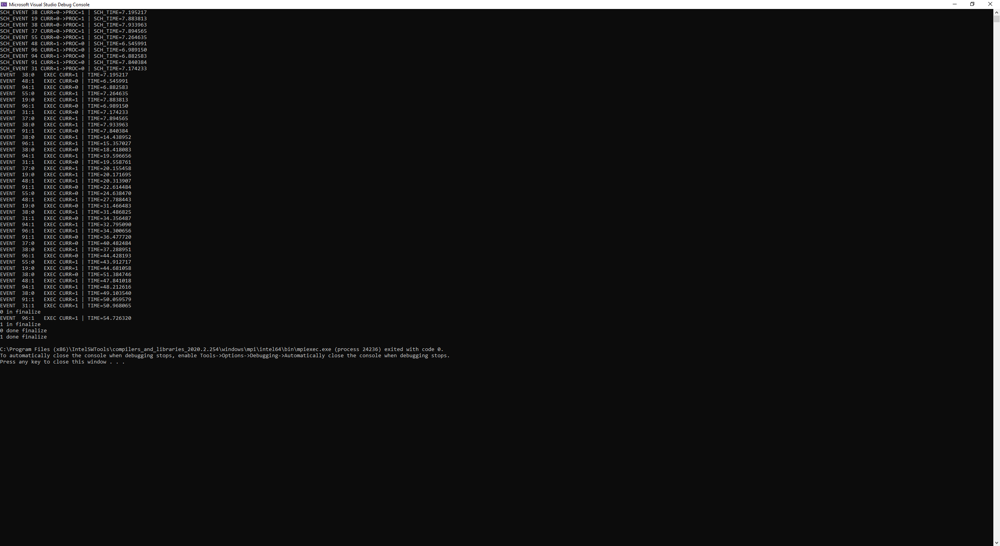 Microsoft Visual Studio Debug Console
SCH_EVENT 38 CURR=0->PROC=1 | SCH_TIME=7.195217
SCH_EVENT 19 CURR=0->PROC=1 | SCH_TIME=7.883813
SCH_EVENT 38 CURR=0->PROC=1 | SCH_TIME=7.933963
SCH_EVENT 37 CURR=0->PROC=1 | SCH_TIME=7.894565
SCH_EVENT 55 CURR=0->PROC=1 | SCH_TIME=7.264635
SCH_EVENT 48 CURR=1->PROC=0 | SCH_TIME=6.545991
SCH_EVENT 96 CURR=1->PROC=0 | SCH_TIME=6.989150
SCH_EVENT 94 CURR=1->PROC=0 | SCH_TIME=6.882583
SCH_EVENT 91 CURR=1->PROC=0 | SCH_TIME=7.840384
SCH_EVENT 31 CURR=1->PROC=0 | SCH_TIME=7.174233
EVENT  38:0   EXEC CURR=1 | TIME=7.195217
EVENT  48:1   EXEC CURR=0 | TIME=6.545991
EVENT  94:1   EXEC CURR=0 | TIME=6.882583
EVENT  55:0   EXEC CURR=1 | TIME=7.264635
EVENT  19:0   EXEC CURR=1 | TIME=7.883813
EVENT  96:1   EXEC CURR=0 | TIME=6.989150
EVENT  31:1   EXEC CURR=0 | TIME=7.174233
EVENT  37:0   EXEC CURR=1 | TIME=7.894565
EVENT  38:0   EXEC CURR=1 | TIME=7.933963
EVENT  91:1   EXEC CURR=0 | TIME=7.840384
EVENT  38:0   EXEC CURR=1 | TIME=14.438952
EVENT  96:1   EXEC CURR=1 | TIME=15.357027
EVENT  38:0   EXEC CURR=0 | TIME=18.418083
EVENT  94:1   EXEC CURR=1 | TIME=19.596656
EVENT  31:1   EXEC CURR=0 | TIME=19.558761
EVENT  37:0   EXEC CURR=1 | TIME=20.155458
EVENT  19:0   EXEC CURR=1 | TIME=20.171695
EVENT  48:1   EXEC CURR=1 | TIME=20.313907
EVENT  91:1   EXEC CURR=0 | TIME=22.614484
EVENT  55:0   EXEC CURR=0 | TIME=24.638470
EVENT  48:1   EXEC CURR=1 | TIME=27.788443
EVENT  19:0   EXEC CURR=0 | TIME=31.466483
EVENT  38:0   EXEC CURR=1 | TIME=31.486825
EVENT  31:1   EXEC CURR=0 | TIME=34.356487
EVENT  94:1   EXEC CURR=1 | TIME=32.795090
EVENT  96:1   EXEC CURR=1 | TIME=34.300656
EVENT  91:1   EXEC CURR=0 | TIME=36.477720
EVENT  37:0   EXEC CURR=0 | TIME=40.482484
EVENT  38:0   EXEC CURR=1 | TIME=37.288951
EVENT  96:1   EXEC CURR=0 | TIME=44.428193
EVENT  55:0   EXEC CURR=1 | TIME=43.912717
EVENT  19:0   EXEC CURR=1 | TIME=44.681058
EVENT  38:0   EXEC CURR=0 | TIME=51.384746
EVENT  48:1   EXEC CURR=1 | TIME=47.841018
EVENT  94:1   EXEC CURR=1 | TIME=48.212616
EVENT  38:0   EXEC CURR=1 | TIME=49.103540
EVENT  91:1   EXEC CURR=1 | TIME=50.059579
EVENT  31:1   EXEC CURR=1 | TIME=50.968065
0 in finalize
EVENT  96:1   EXEC CURR=1 | TIME=54.726320
1 in finalize
0 done finalize
1 done finalize
C:\Program Files (x86)\IntelSWTools\compilers_and_libraries_2020.2.254\windows\mpi\intel64\bin\mpiexec.exe (process 24236) exited with code 0.
To automatically close the console when debugging stops, enable Tools->Options->Debugging->Automatically close the console when debugging stops.
Press any key to close this window . . .